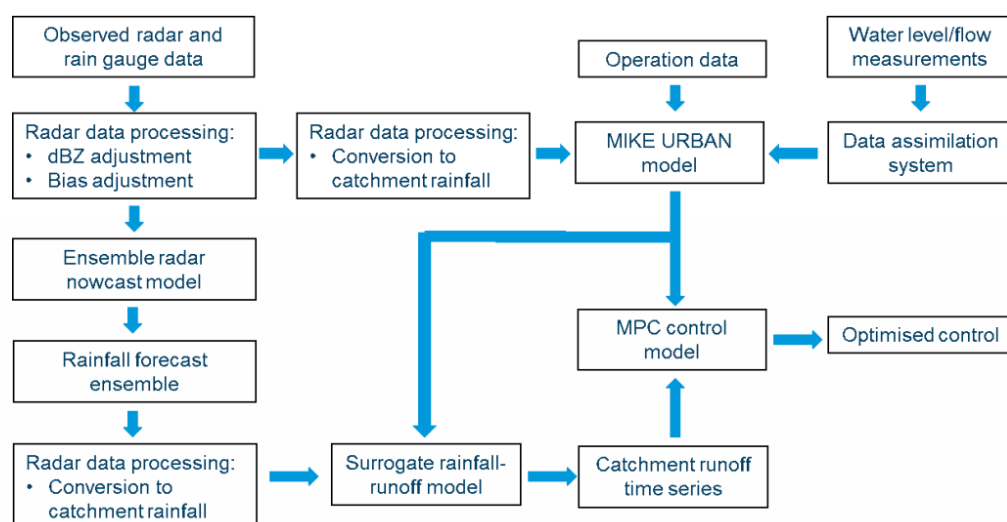 Observed radar and
rain gauge data
Operation data
Water level/flow
measurements
Radar data processing:
• dBZ adjustment
• Bias adjustment
Radar data processing:
• Conversion to
catchment rainfall
MIKE URBAN
model
Data assimilation
system
Ensemble radar
nowcast model
MPC control
model
Optimised control
Rainfall forecast
ensemble
Radar data processing:
• Conversion to
catchment rainfall
Surrogate rainfall-
runoff model
Catchment runoff
time series